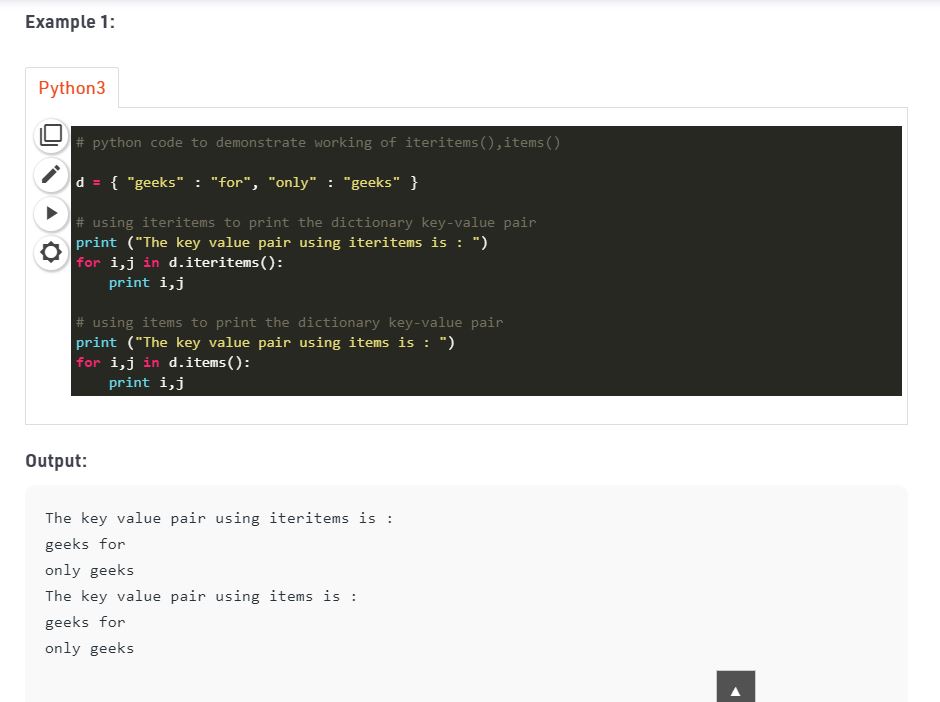 Example 1:
Python3
# python code to demonstrate working of iteritems(),items()
d = { "geeks" : "for", "only" : "geeks" }
# using iteritems to print the dictionary key-value pair
print ("The key value pair using iteritems is : ")
for i,j in d.iteritems():
    print i,j
# using items to print the dictionary key-value pair
print ("The key value pair using items is : ")
for i,j in d.items():
    print i,j
Output:
The key value pair using iteritems is :
geeks for
only geeks
The key value pair using items is :
geeks for
only geeks